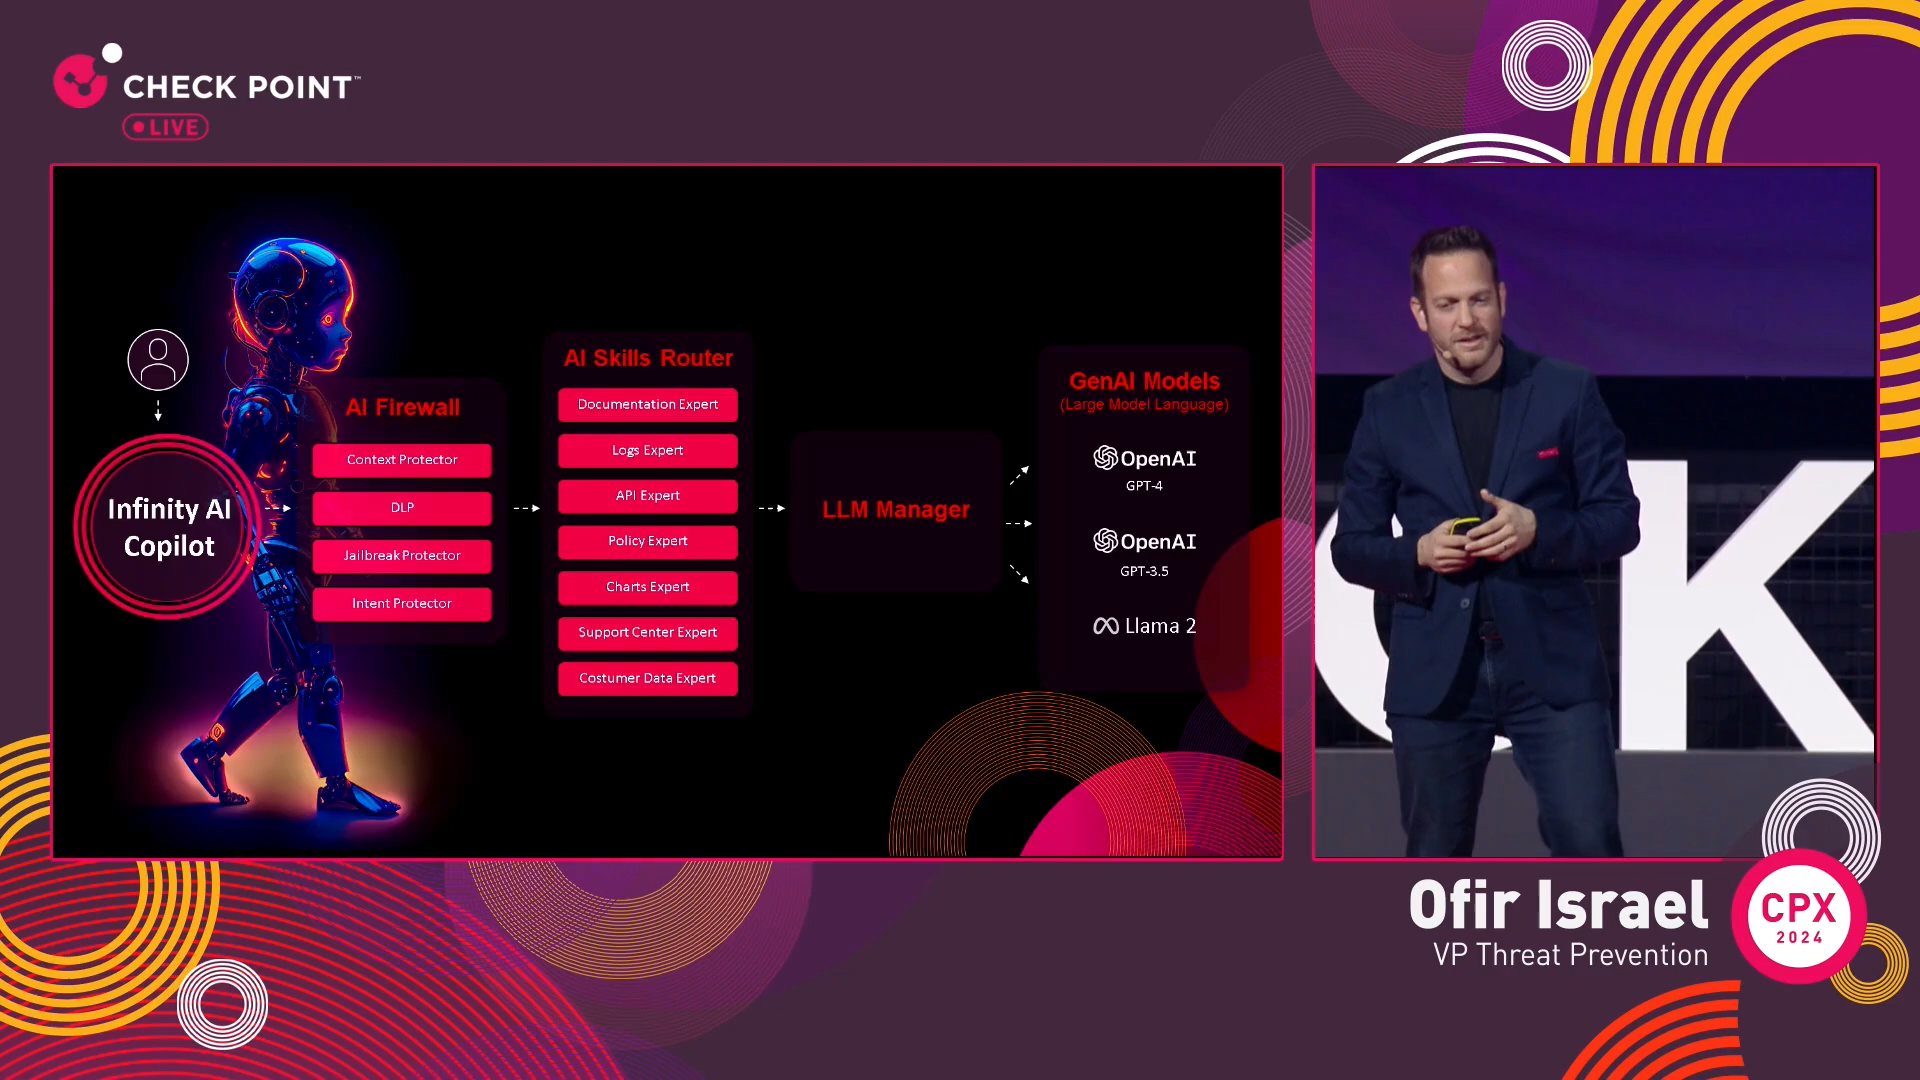 CHECK POINT™
LIVE
Infinity AI
Copilot
AI Firewall
Context Protector
DLP
Jailbreak Protector
Intent Protector
AI Skills Router
Documentation Expert
Logs Expert
API Expert
Policy Expert
Charts Expert
Support Center Expert
Costumer Data Expert
LLM Manager
GenAI Models
(Large Model Language)
OpenAI
GPT-4
OpenAI
GPT-3.5
Llama 2
K
Ofir Israel
VP Threat Prevention
CPX
2024